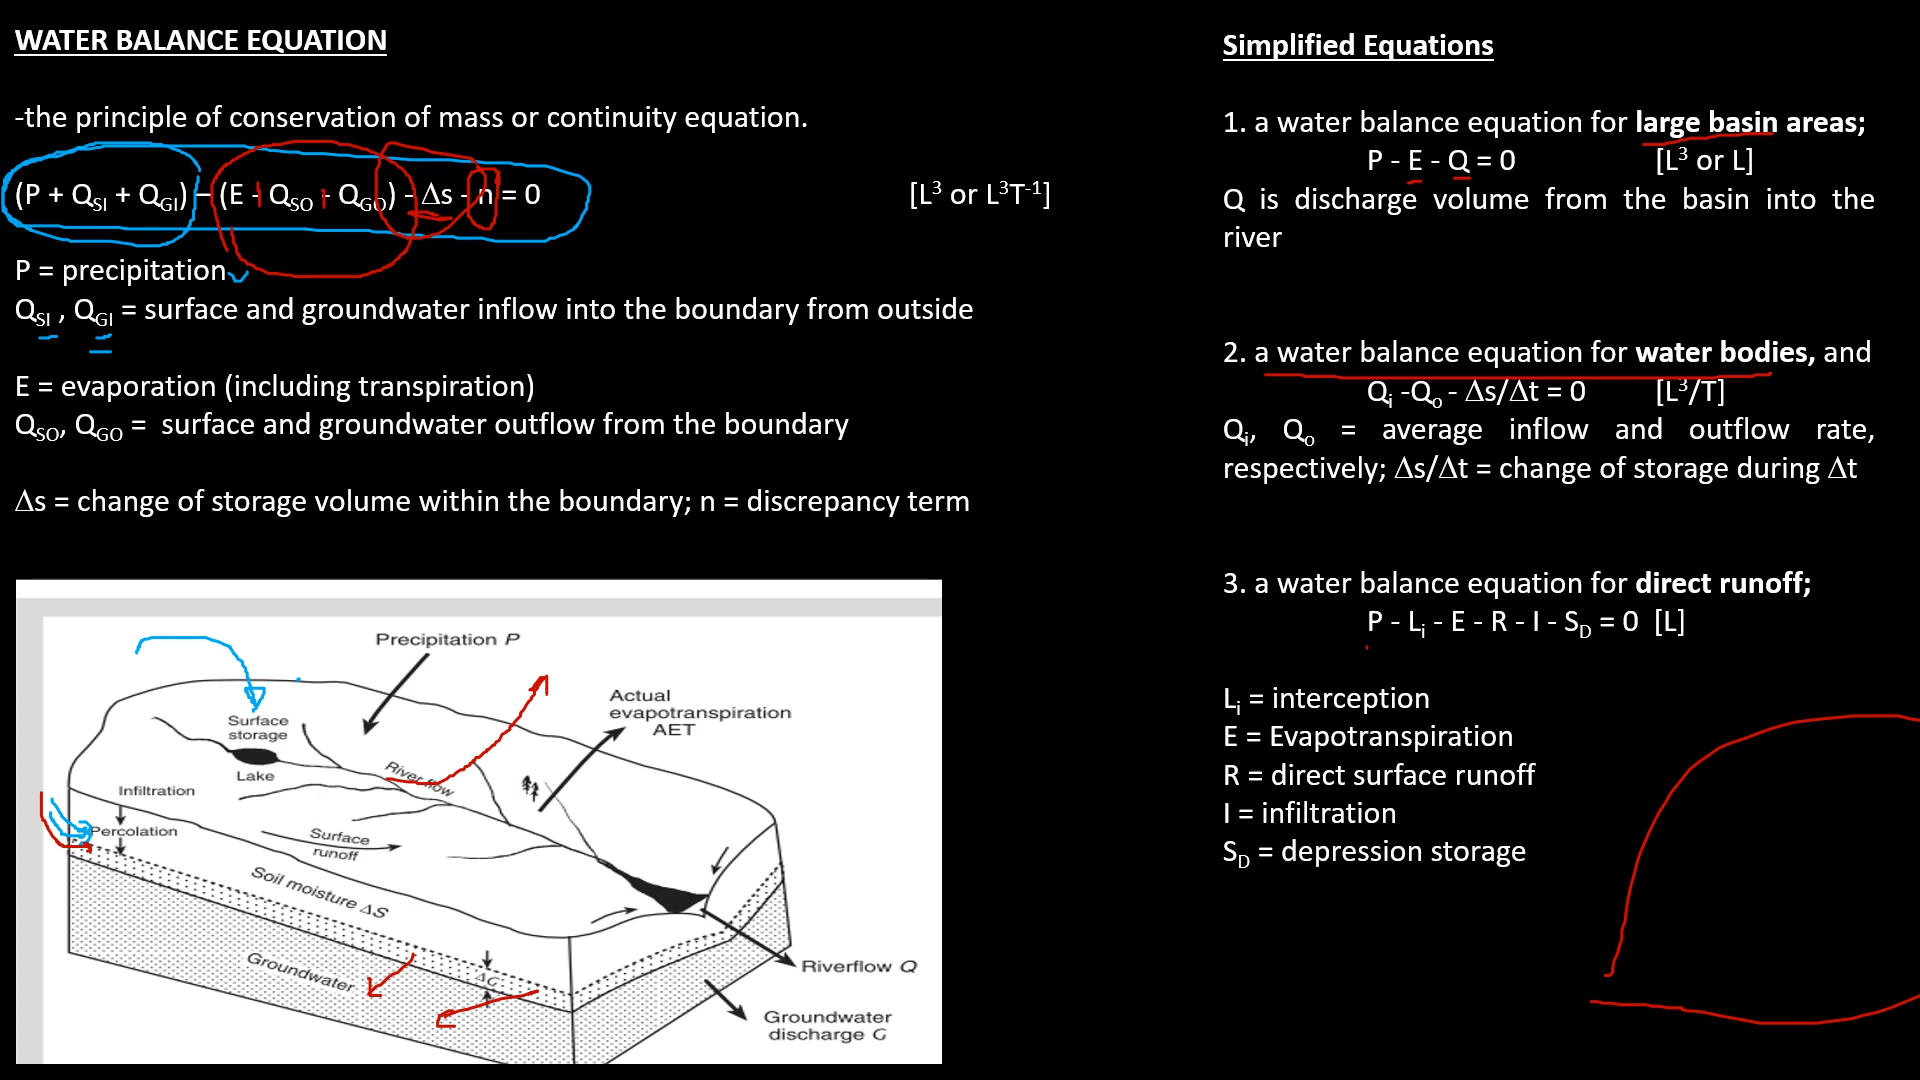 WATER BALANCE EQUATION
-the principle of conservation of mass or continuity equation.
(P + QSI + QGI) – (E + QSO + QGO) - Δs - n = 0 [L3 or L3T-1]
P = precipitation
QSI , QGI = surface and groundwater inflow into the boundary from outside
E = evaporation (including transpiration)
QSO, QGO = surface and groundwater outflow from the boundary
Δs = change of storage volume within the boundary; n = discrepancy term
Precipitation P
Actual
evapotranspiration
AET
Surface
storage
Lake
River flow
Infiltration
Percolation
Surface
runoff
Soil moisture ΔS
Groundwater
ΔG
Riverflow Q
Groundwater
discharge G
Simplified Equations
1. a water balance equation for large basin areas;
P - E - Q = 0 [L3 or L]
Q is discharge volume from the basin into the
river
2. a water balance equation for water bodies, and
Qi -Qo - Δs/Δt = 0 [L3/T]
Qi, Qo = average inflow and outflow rate,
respectively; Δs/Δt = change of storage during Δt
3. a water balance equation for direct runoff;
P - Li - E - R - I - SD = 0 [L]
Li = interception
E = Evapotranspiration
R = direct surface runoff
I = infiltration
SD = depression storage